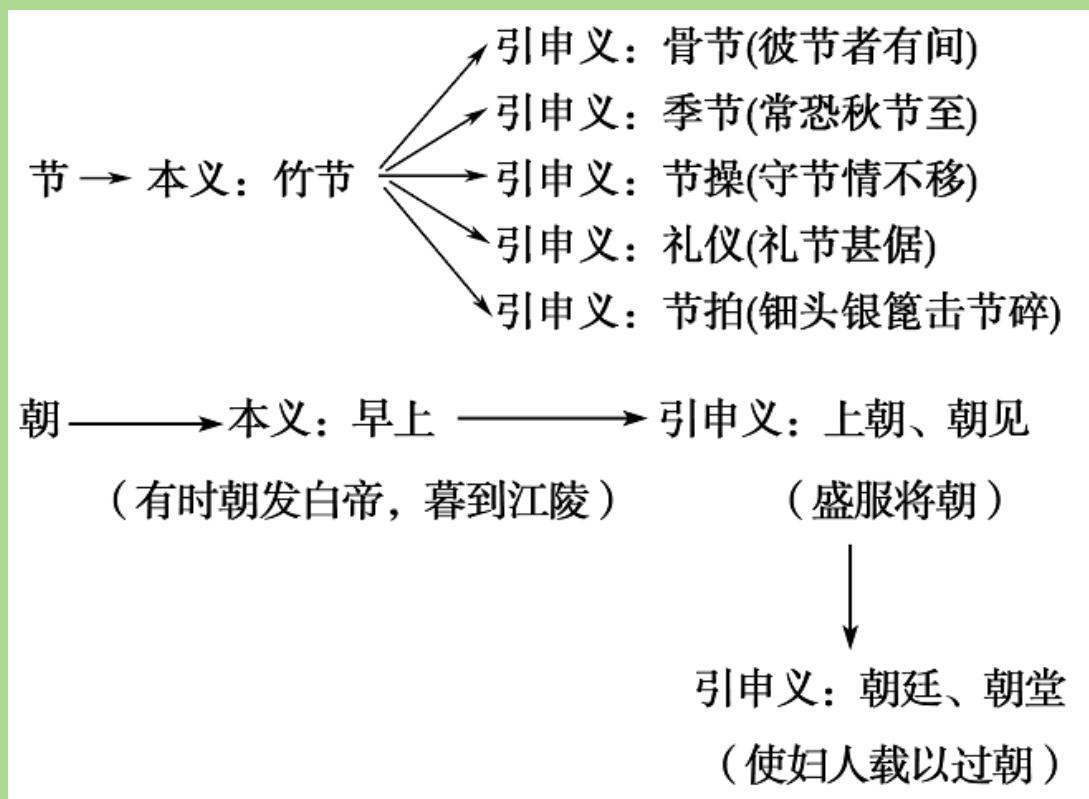 引申义：骨节(彼节者有间)
引申义：季节(常恐秋节至)
节 本义：竹节 引申义：节操(守节情不移)
引申义：礼仪(礼节甚倨)
引申义：节拍(钿头银篦击节碎)
朝 本义：早上 引申义：上朝、朝见
（有时朝发白帝，暮到江陵） （盛服将朝）
引申义：朝廷、朝堂
（使妇人载以过朝）